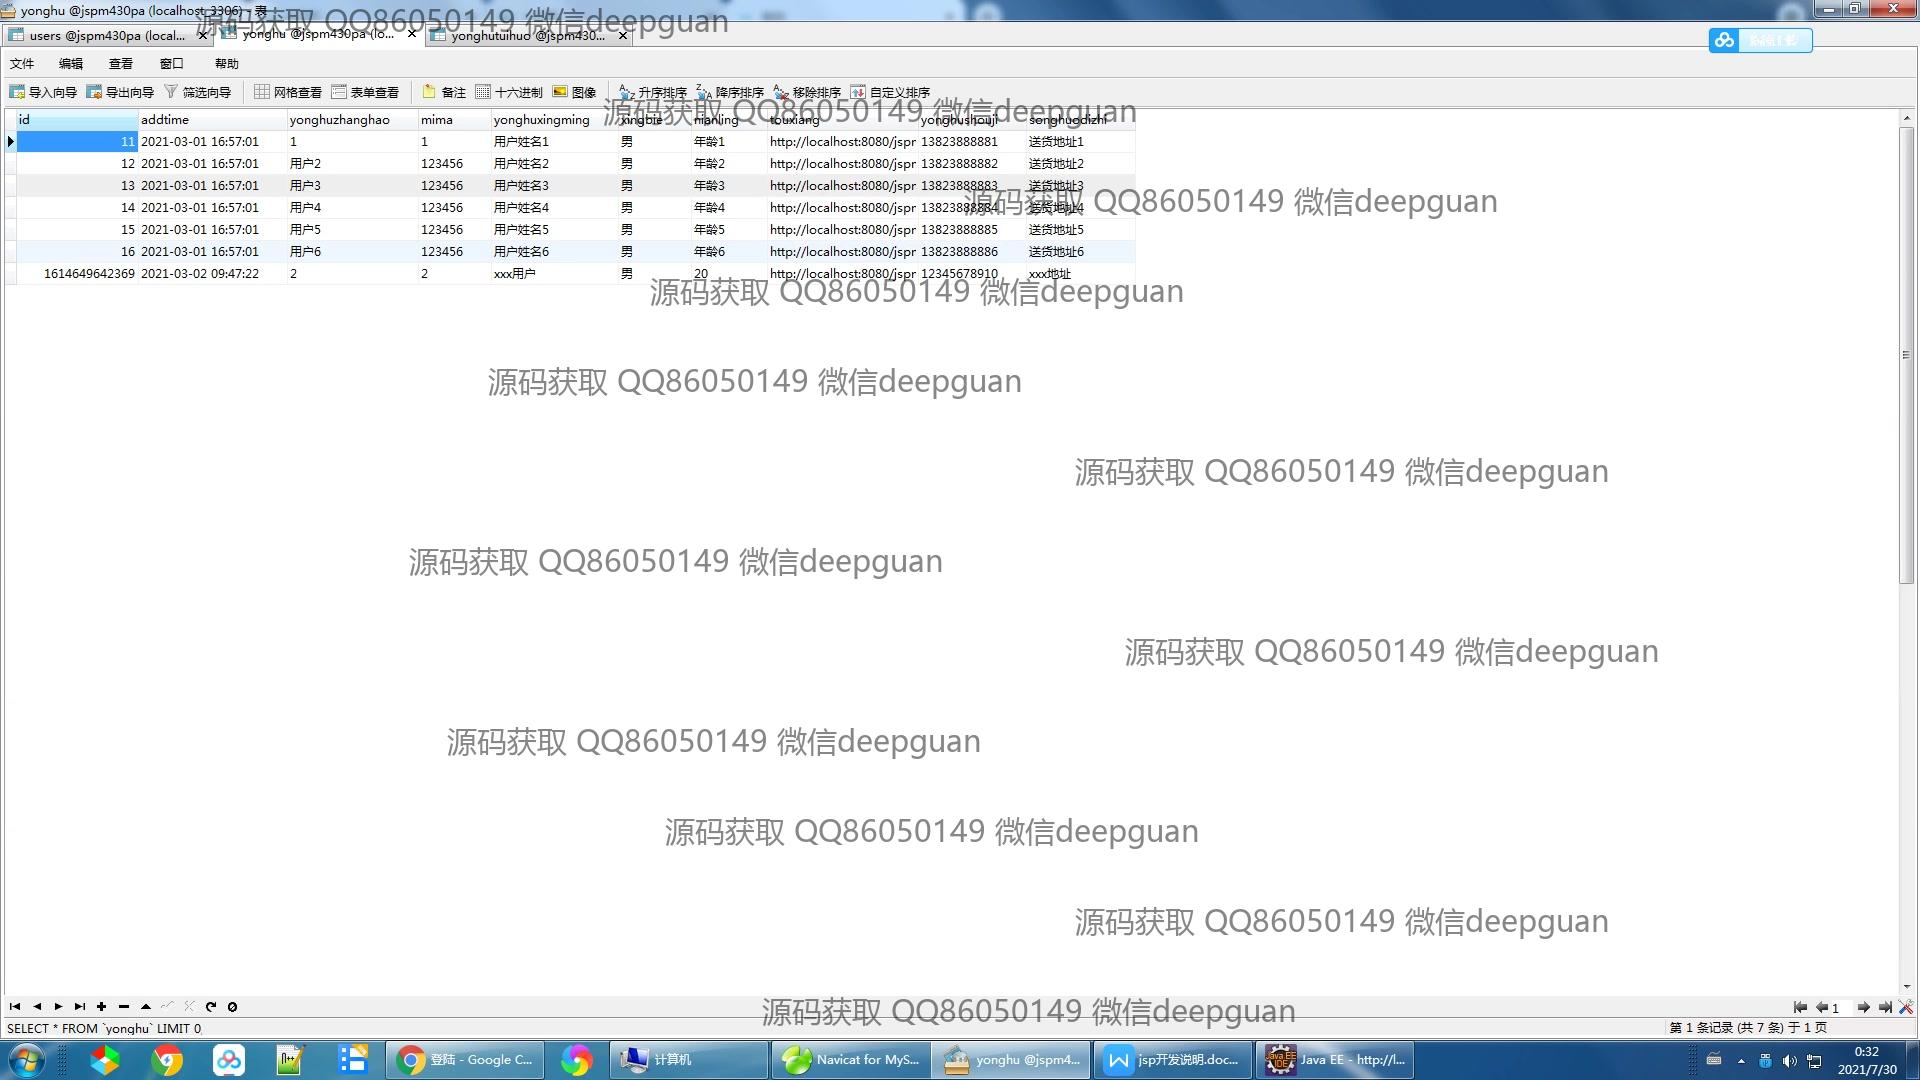 yonghu @jspm430pa (localhost_3306) - 表
源码获取 QQ86050149 微信deepguan
users @jspm430pa (local... yonghu @jspm430pa (lo... yonghutuihuo @jspm430...
文件 编辑 查看 窗口 帮助
导入向导 导出向导 筛选向导 网格查看 表单查看 备注 十六进制 图像 升序排序 降序排序 移除排序 自定义排序
源码获取 QQ86050149 微信deepguan
id addtime yonghuzhanghao mima yonghuxingming xingbie nianling touxiang yonghushouji songhuodizhi
11 2021-03-01 16:57:01 1 1 用户姓名1 男 年龄1 http://localhost:8080/jspr 13823888881 送货地址1
12 2021-03-01 16:57:01 用户2 123456 用户姓名2 男 年龄2 http://localhost:8080/jspr 13823888882 送货地址2
13 2021-03-01 16:57:01 用户3 123456 用户姓名3 男 年龄3 http://localhost:8080/jspr 13823888883 送货地址3
源码获取 QQ86050149 微信deepguan
14 2021-03-01 16:57:01 用户4 123456 用户姓名4 男 年龄4 http://localhost:8080/jspr 13823888884 送货地址4
15 2021-03-01 16:57:01 用户5 123456 用户姓名5 男 年龄5 http://localhost:8080/jspr 13823888885 送货地址5
16 2021-03-01 16:57:01 用户6 123456 用户姓名6 男 年龄6 http://localhost:8080/jspr 13823888886 送货地址6
1614649642369 2021-03-02 09:47:22 2 2 xxx用户 男 20 http://localhost:8080/jspr 12345678910 xxx地址
源码获取 QQ86050149 微信deepguan
源码获取 QQ86050149 微信deepguan
源码获取 QQ86050149 微信deepguan
源码获取 QQ86050149 微信deepguan
源码获取 QQ86050149 微信deepguan
源码获取 QQ86050149 微信deepguan
源码获取 QQ86050149 微信deepguan
源码获取 QQ86050149 微信deepguan
源码获取 QQ86050149 微信deepguan
1
SELECT * FROM `yonghu` LIMIT 0, 第 1 条记录 (共 7 条) 于 1 页
登陆 - Google C... 计算机 Navicat for MyS... yonghu @jspm4... jsp开发说明.doc... Java EE - http://l... 0:32
2021/7/30